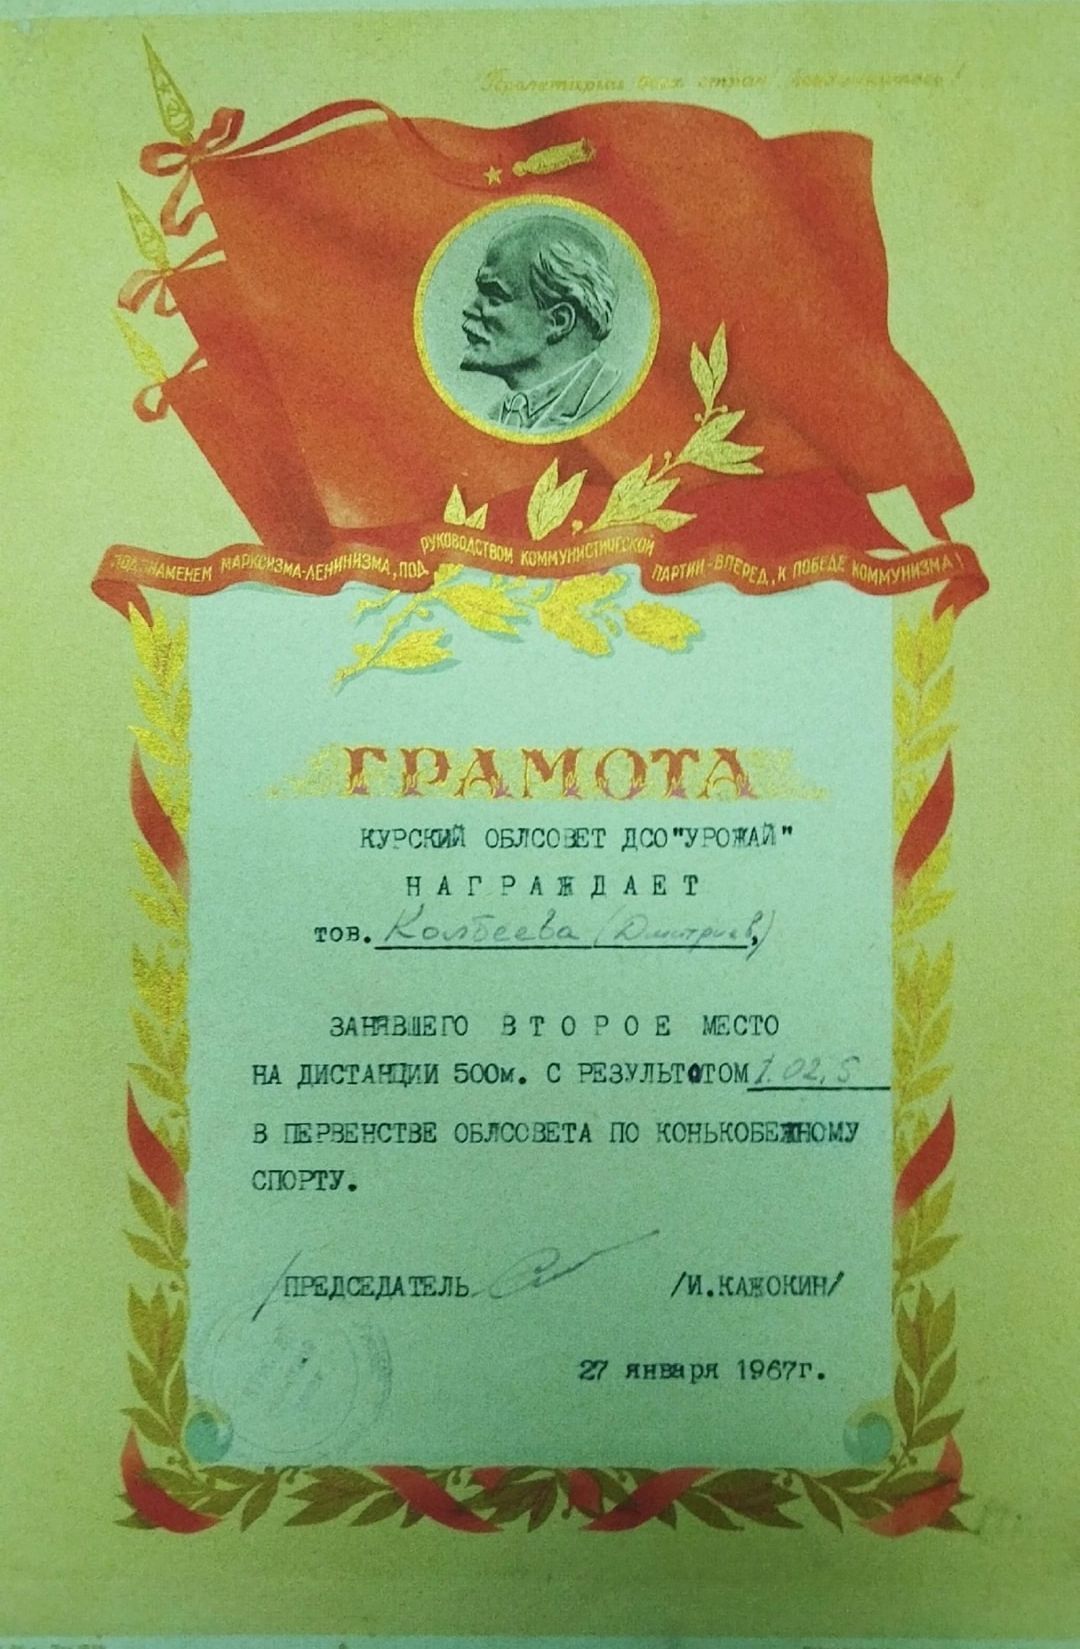 Пролетарии всех стран, соединяйтесь!
ПОД ЗНАМЕНЕМ МАРКСИЗМА-ЛЕНИНИЗМА, ПОД РУКОВОДСТВОМ КОММУНИСТИЧЕСКОЙ ПАРТИИ-ВПЕРЕД, К ПОБЕДЕ КОММУНИЗМА!
ГРАМОТА
КУРСКИЙ ОБЛСОВЕТ ДСО "УРОЖАЙ"
НАГРАЖДАЕТ
тов. Колбеева (Дмитриев),
ЗАНЯВШЕГО ВТОРОЕ МЕСТО
НА ДИСТАНЦИИ 500м. С РЕЗУЛЬТОТОМ 1.02,5
В ПЕРВЕНСТВЕ ОБЛСОВЕТА ПО КОНЬКОБЕЖНОМУ
СПОРТУ.
/ПРЕДСЕДАТЕЛЬ /И.КАЖОКИН/
27 января 1967г.